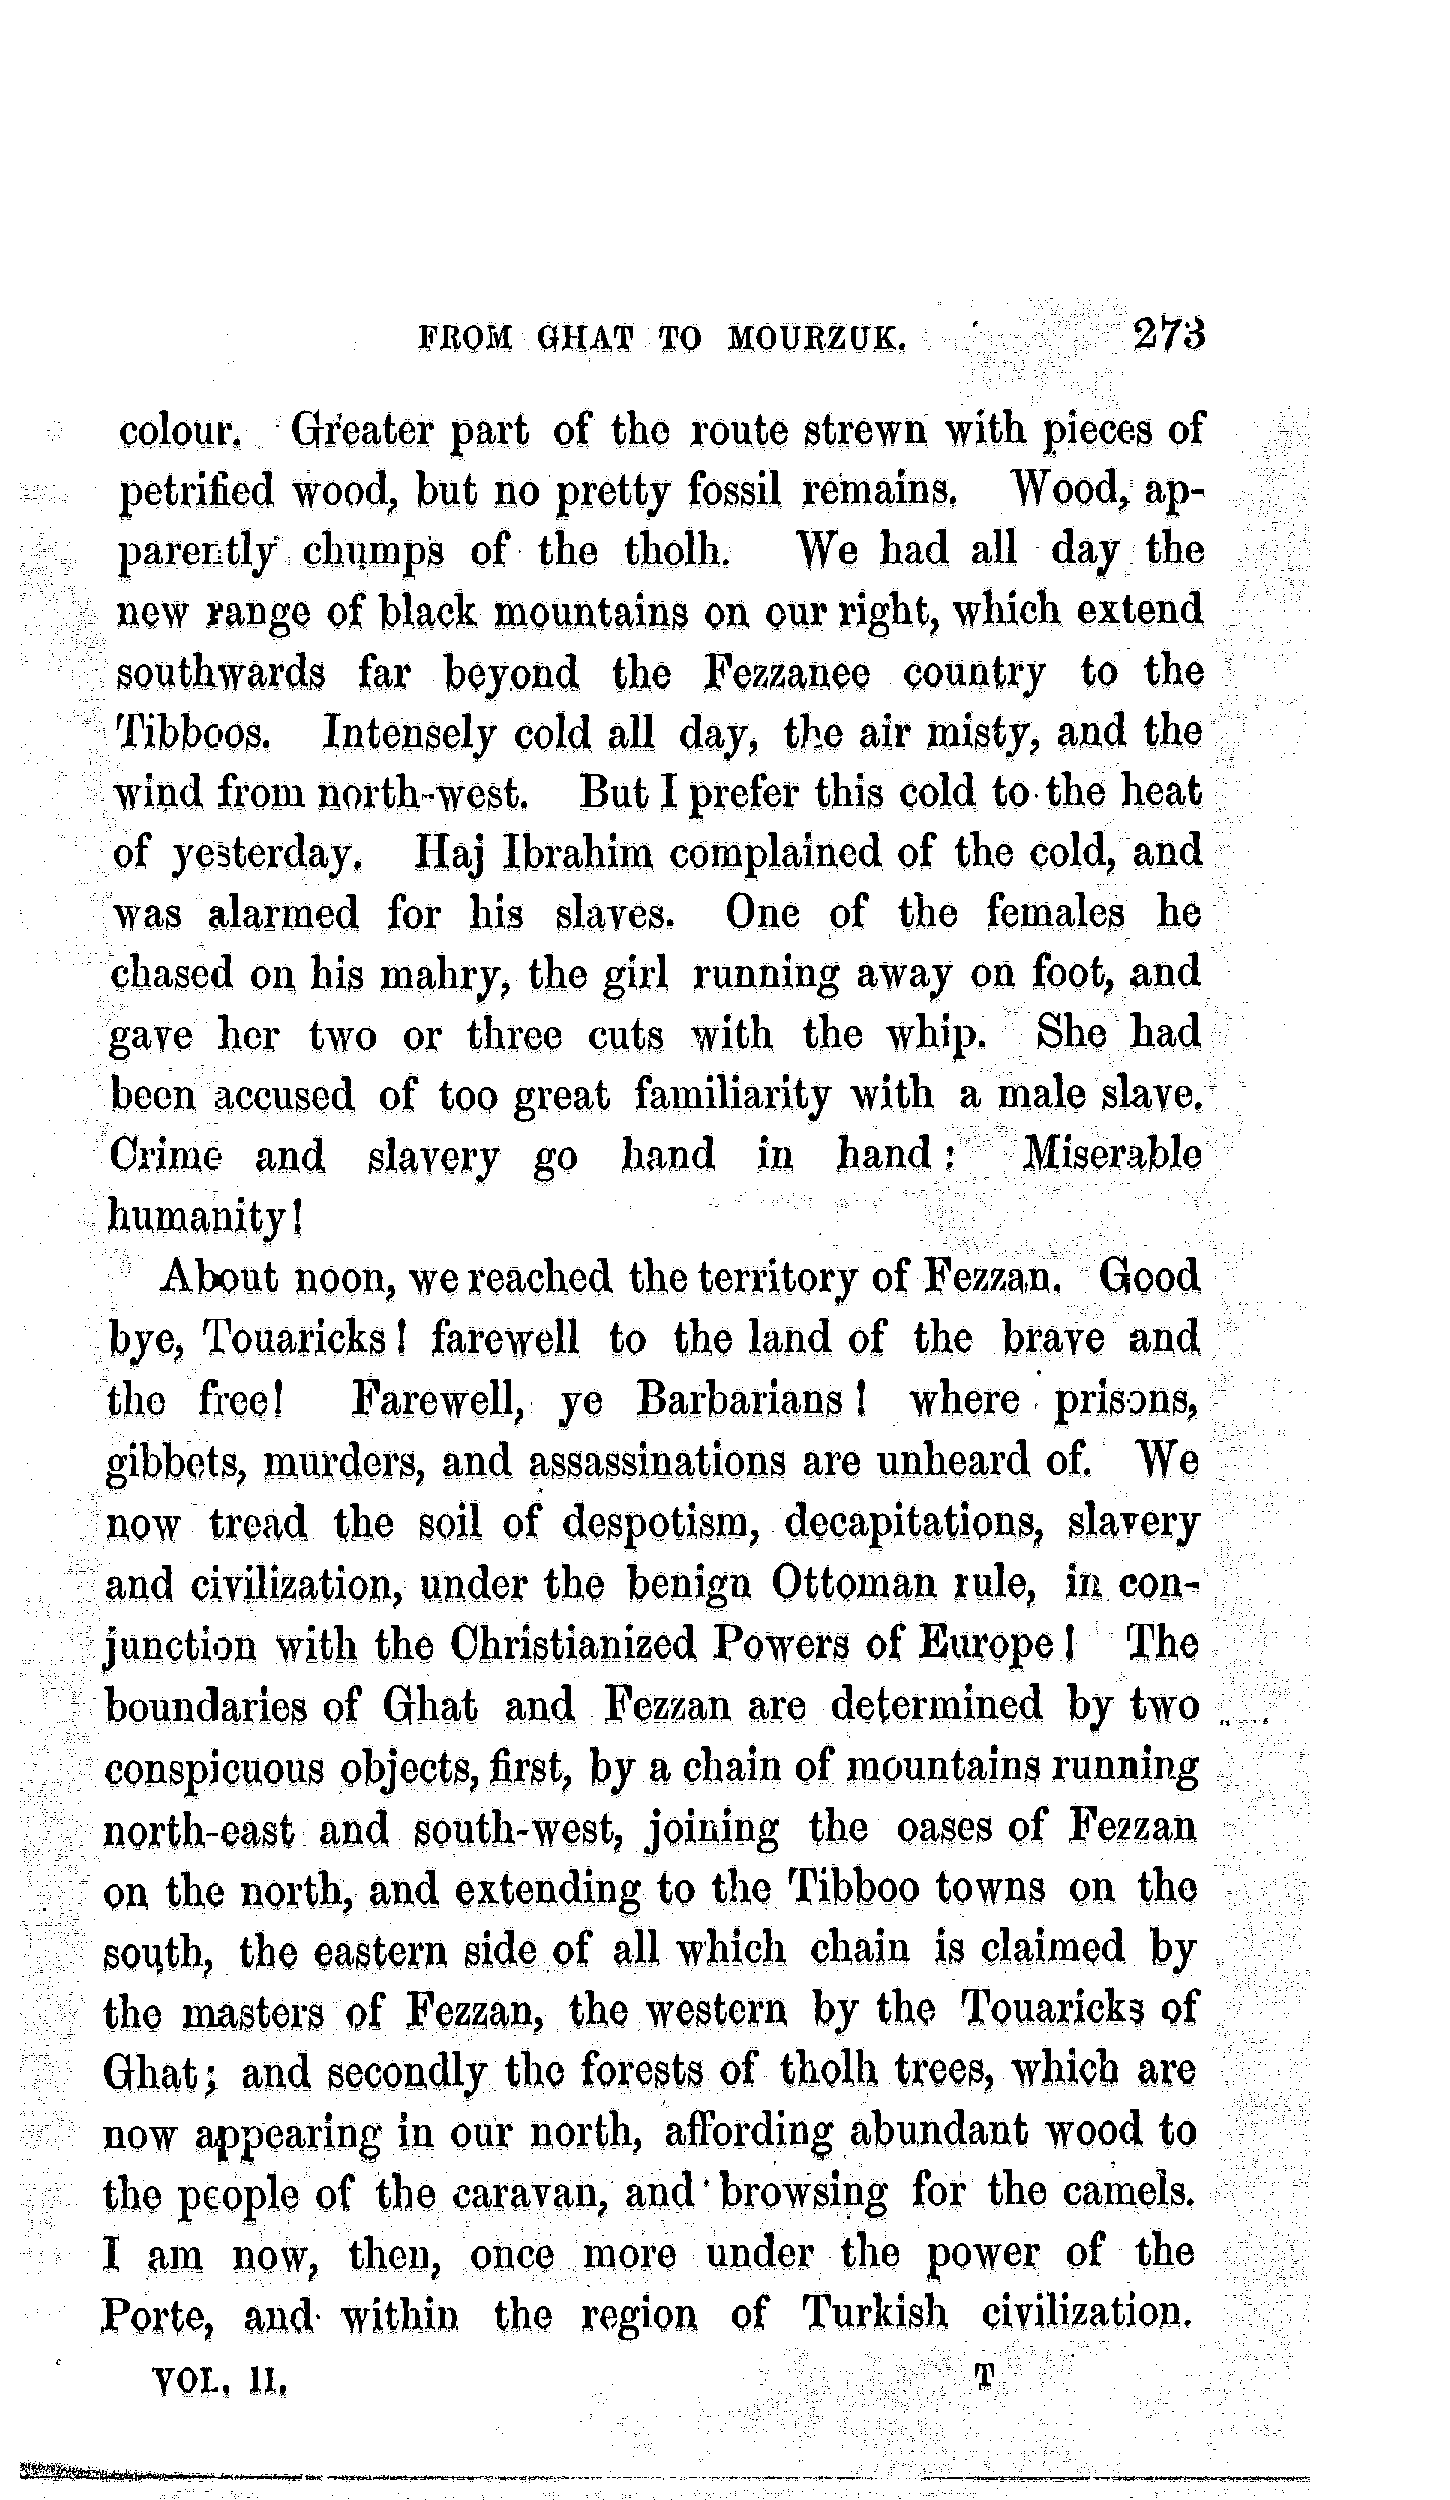 FROM GHAT TO MOURZUK. 273
colour. Greater part of the route strewn with pieces of
petrified wood, but no pretty fossil remains. Wood, ap-
parently chumps of the tholh. We had all day the
new range of black mountains on our right, which extend
southwards far beyond the Fezzanee country to the
Tibboos. Intensely cold all day, the air misty, and the
wind from north-west. But I prefer this cold to the heat
of yesterday. Haj Ibrahim complained of the cold, and
was alarmed for his slaves. One of the females he
chased on his mahry, the girl running away on foot, and
gave her two or three cuts with the whip. She had
been accused of too great familiarity with a male slave.
Crime and slavery go hand in hand: Miserable
humanity!
About noon, we reached the territory of Fezzan. Good
bye, Touaricks! farewell to the land of the brave and
the free! Farewell, ye Barbarians! where prisons,
gibbets, murders, and assassinations are unheard of. We
now tread the soil of despotism, decapitations, slavery
and civilization, under the benign Ottoman rule, in con-
junction with the Christianized Powers of Europe! The
boundaries of Ghat and Fezzan are determined by two
conspicuous objects, first, by a chain of mountains running
north-east and south-west, joining the oases of Fezzan
on the north, and extending to the Tibboo towns on the
south, the eastern side of all which chain is claimed by
the masters of Fezzan, the western by the Touaricks of
Ghat; and secondly the forests of tholh trees, which are
now appearing in our north, affording abundant wood to
the people of the caravan, and browsing for the camels.
I am now, then, once more under the power of the
Porte, and within the region of Turkish civilization.
VOL. II. T